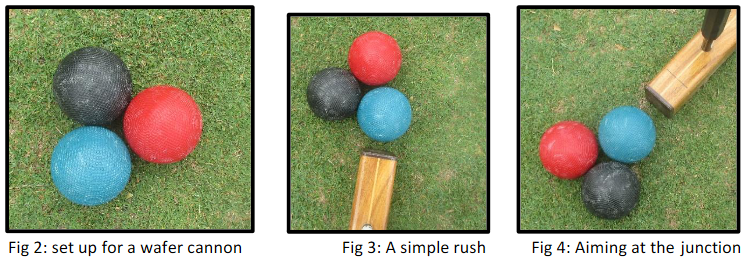 Fig 2: set up for a wafer cannon
Fig 3: A simple rush
Fig 4: Aiming at the junction